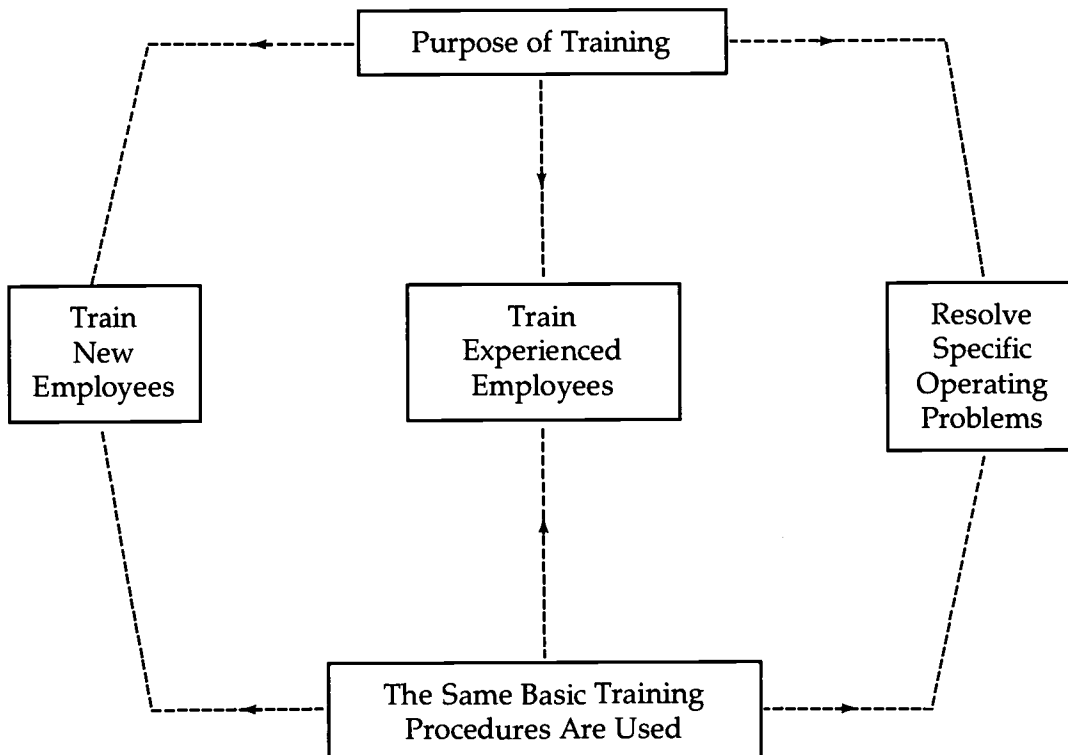 Purpose of Training
Train
New
Employees
Train
Experienced
Employees
Resolve
Specific
Operating
Problems
The Same Basic Training
Procedures Are Used